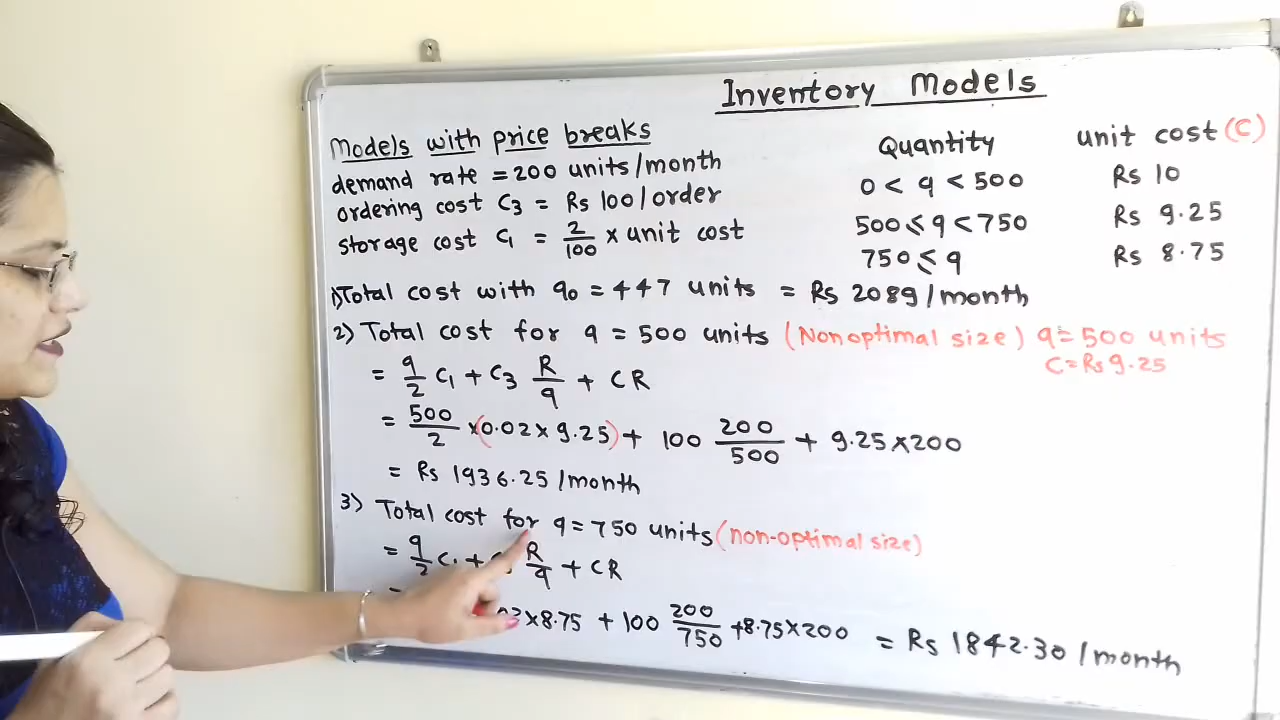 Inventory Models
Models with price breaks
demand rate = 200 units/month
ordering cost C3 = Rs 100/order
storage cost C1 = 2/100 × unit cost
Quantity unit cost (C)
0 < q < 500 Rs 10
500 ≤ q < 750 Rs 9.25
750 ≤ q Rs 8.75
1) Total cost with q0 = 447 units = Rs 2089/month
2) Total cost for q = 500 units (Nonoptimal size) q = 500 units
C = Rs 9.25
= q/2 C1 + C3 R/q + CR
= 500/2 × (0.02 × 9.25) + 100 200/500 + 9.25 × 200
= Rs 1936.25 /month
3) Total cost for q = 750 units (non-optimal size)
= q/2 C1 + R/q + CR
= × 8.75 + 100 200/750 + 8.75 × 200 = Rs 1842.30 /month